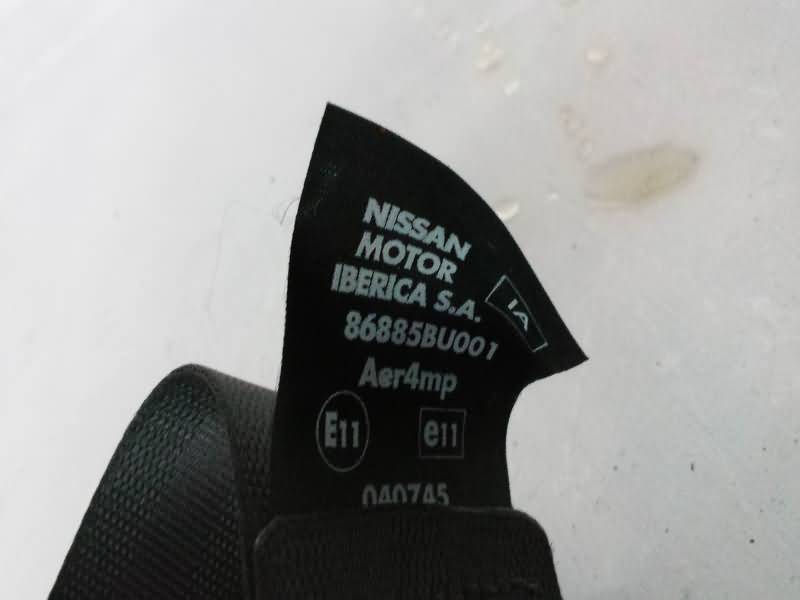 NISSAN
MOTOR
IBERICA S.A.
IA
86885BU001
Aer4mp
E11 e11
040745